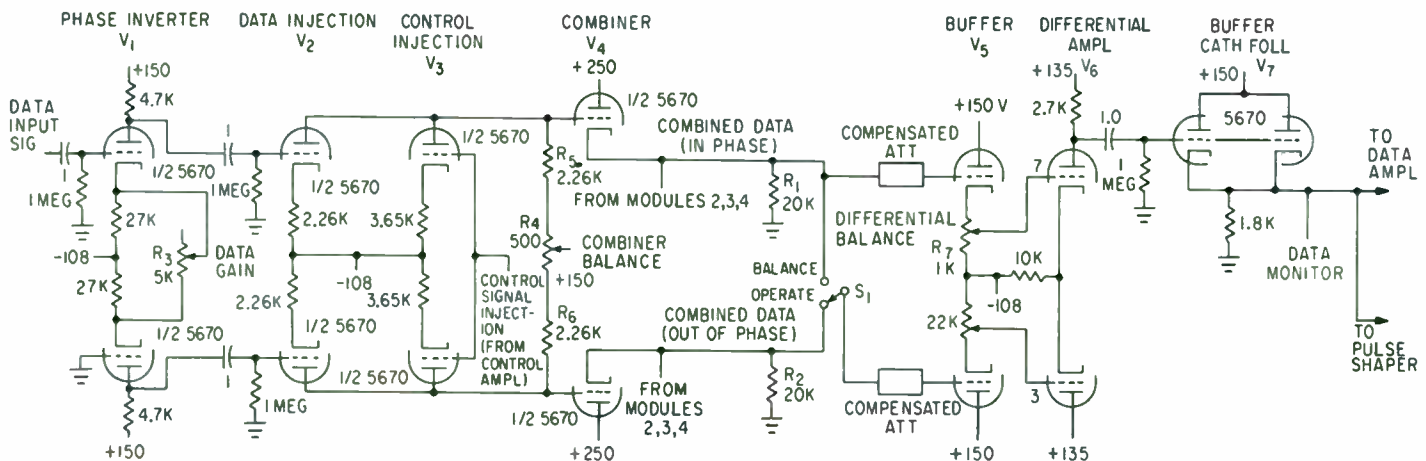 PHASE INVERTER
V1
DATA INJECTION
V2
CONTROL
INJECTION
V3
COMBINER
V4
+250
BUFFER
V5
DIFFERENTIAL
AMPL
V6
+135
BUFFER
CATH FOLL
V7
+150
+150
4.7K
DATA
INPUT
SIG
1
1 MEG
1/2 5670
27K
-108
27K
R3
5K
DATA
GAIN
4.7K
+150
1
1 MEG
1/2 5670
2.26K
-108
2.26K
1/2 5670
1
1 MEG
1/2 5670
3.65K
3.65K
1/2 5670
CONTROL
SIGNAL
INJECT-
ION
(FROM
CONTROL
AMPL)
R5
2.26K
R4
500
COMBINER
BALANCE
+150
R6
2.26K
1/2 5670
COMBINED DATA
(IN PHASE)
FROM MODULES 2,3,4
R1
20K
COMBINED DATA
(OUT OF PHASE)
FROM
MODULES
2,3,4
R2
20K
1/2 5670
+250
BALANCE
OPERATE
S1
COMPENSATED
ATT
COMPENSATED
ATT
+150 V
DIFFERENTIAL
BALANCE
R7
1K
-108
10K
22K
+150
2.7K
7
3
+135
1.0
1
MEG
5670
1.8K
DATA
MONITOR
TO
DATA
AMPL
TO
PULSE
SHAPER